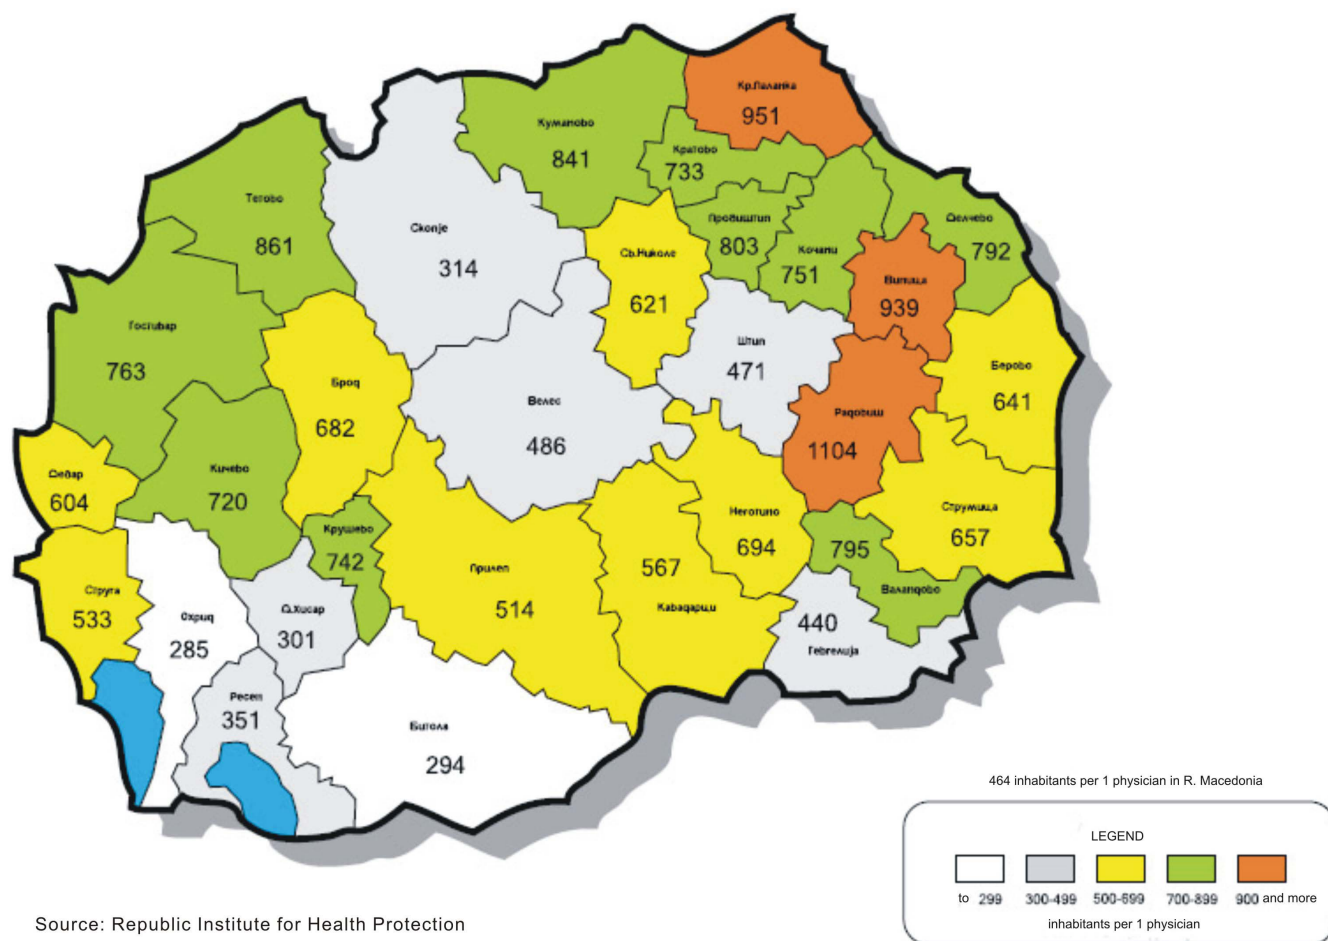 Кр.Паланка
951
Куманово
841
Кратово
733
Тетово
861
Скопје
314
Пробиштип
803
Кочани
751
Делчево
792
Св.Николе
621
Виница
939
Гостивар
763
Штип
471
Берово
641
Брод
682
Велес
486
Радовиш
1104
Дебар
604
Кичево
720
Крушево
742
Неготино
694
Струмица
657
795
Валандово
Прилеп
514
567
Кавадарци
Струга
533
Охрид
285
Д.Хисар
301
440
Гевгелија
Ресен
351
Битола
294
464 inhabitants per 1 physician in R. Macedonia
LEGEND
to 299 300-499 500-699 700-899 900 and more
inhabitants per 1 physician
Source: Republic Institute for Health Protection